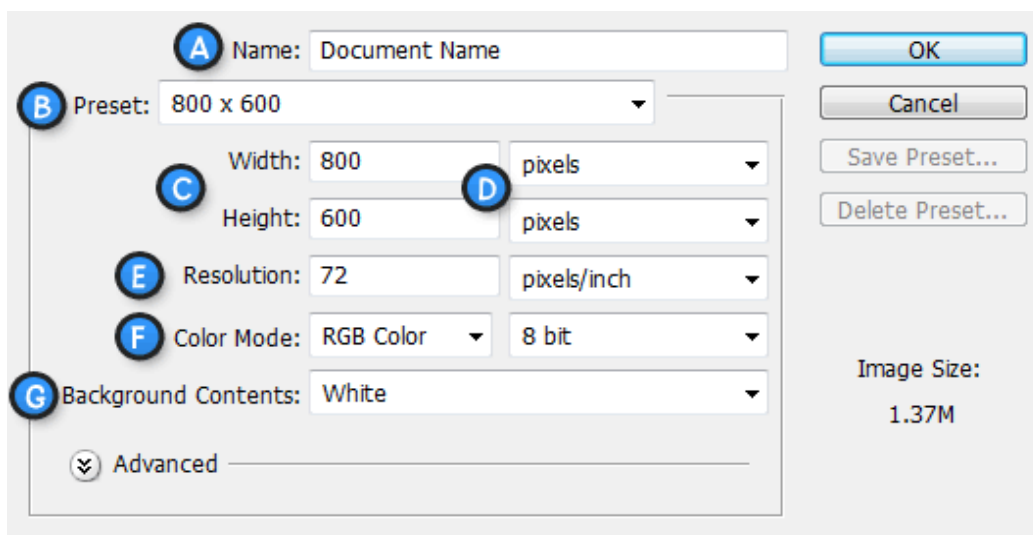 A Name: Document Name
OK
B Preset: 800 x 600
Cancel
C Width: 800 D pixels
Save Preset...
Height: 600 pixels
Delete Preset...
E Resolution: 72 pixels/inch
F Color Mode: RGB Color 8 bit
Image Size:
G Background Contents: White
1.37M
Advanced